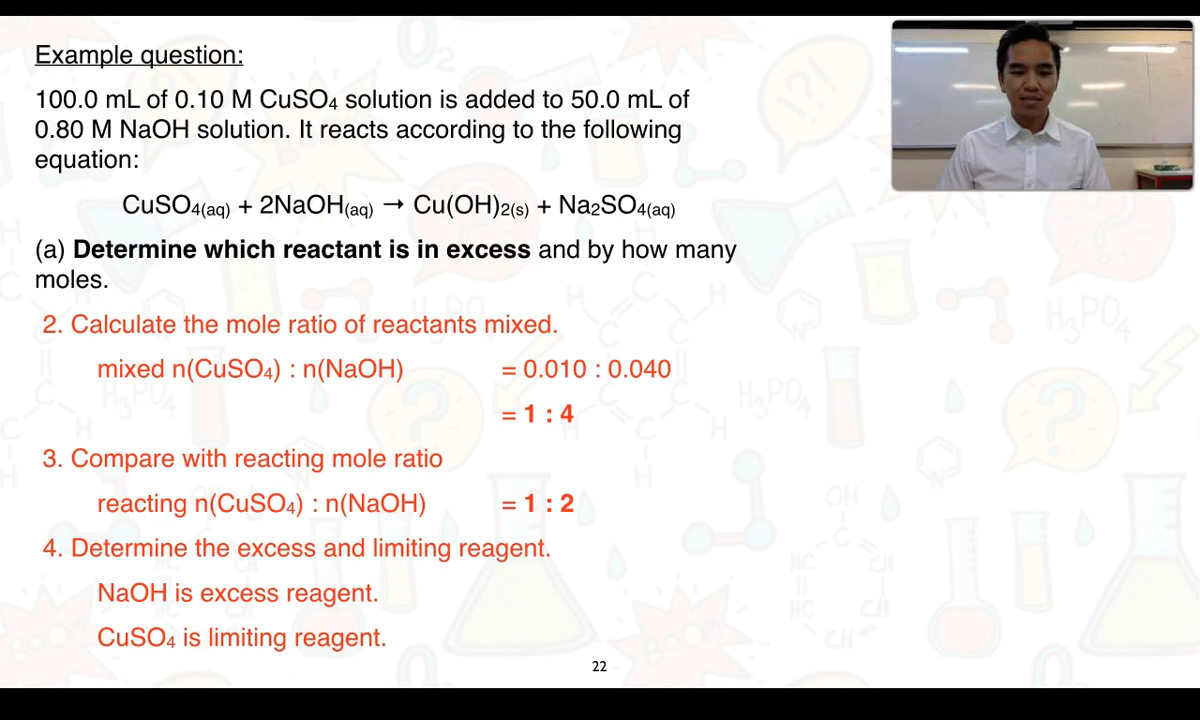 Example question:
100.0 mL of 0.10 M CuSO4 solution is added to 50.0 mL of
0.80 M NaOH solution. It reacts according to the following
equation:
CuSO4(aq) + 2NaOH(aq) → Cu(OH)2(s) + Na2SO4(aq)
(a) Determine which reactant is in excess and by how many
moles.
2. Calculate the mole ratio of reactants mixed.
mixed n(CuSO4) : n(NaOH) = 0.010 : 0.040
= 1 : 4
3. Compare with reacting mole ratio
reacting n(CuSO4) : n(NaOH) = 1 : 2
4. Determine the excess and limiting reagent.
NaOH is excess reagent.
CuSO4 is limiting reagent.
22